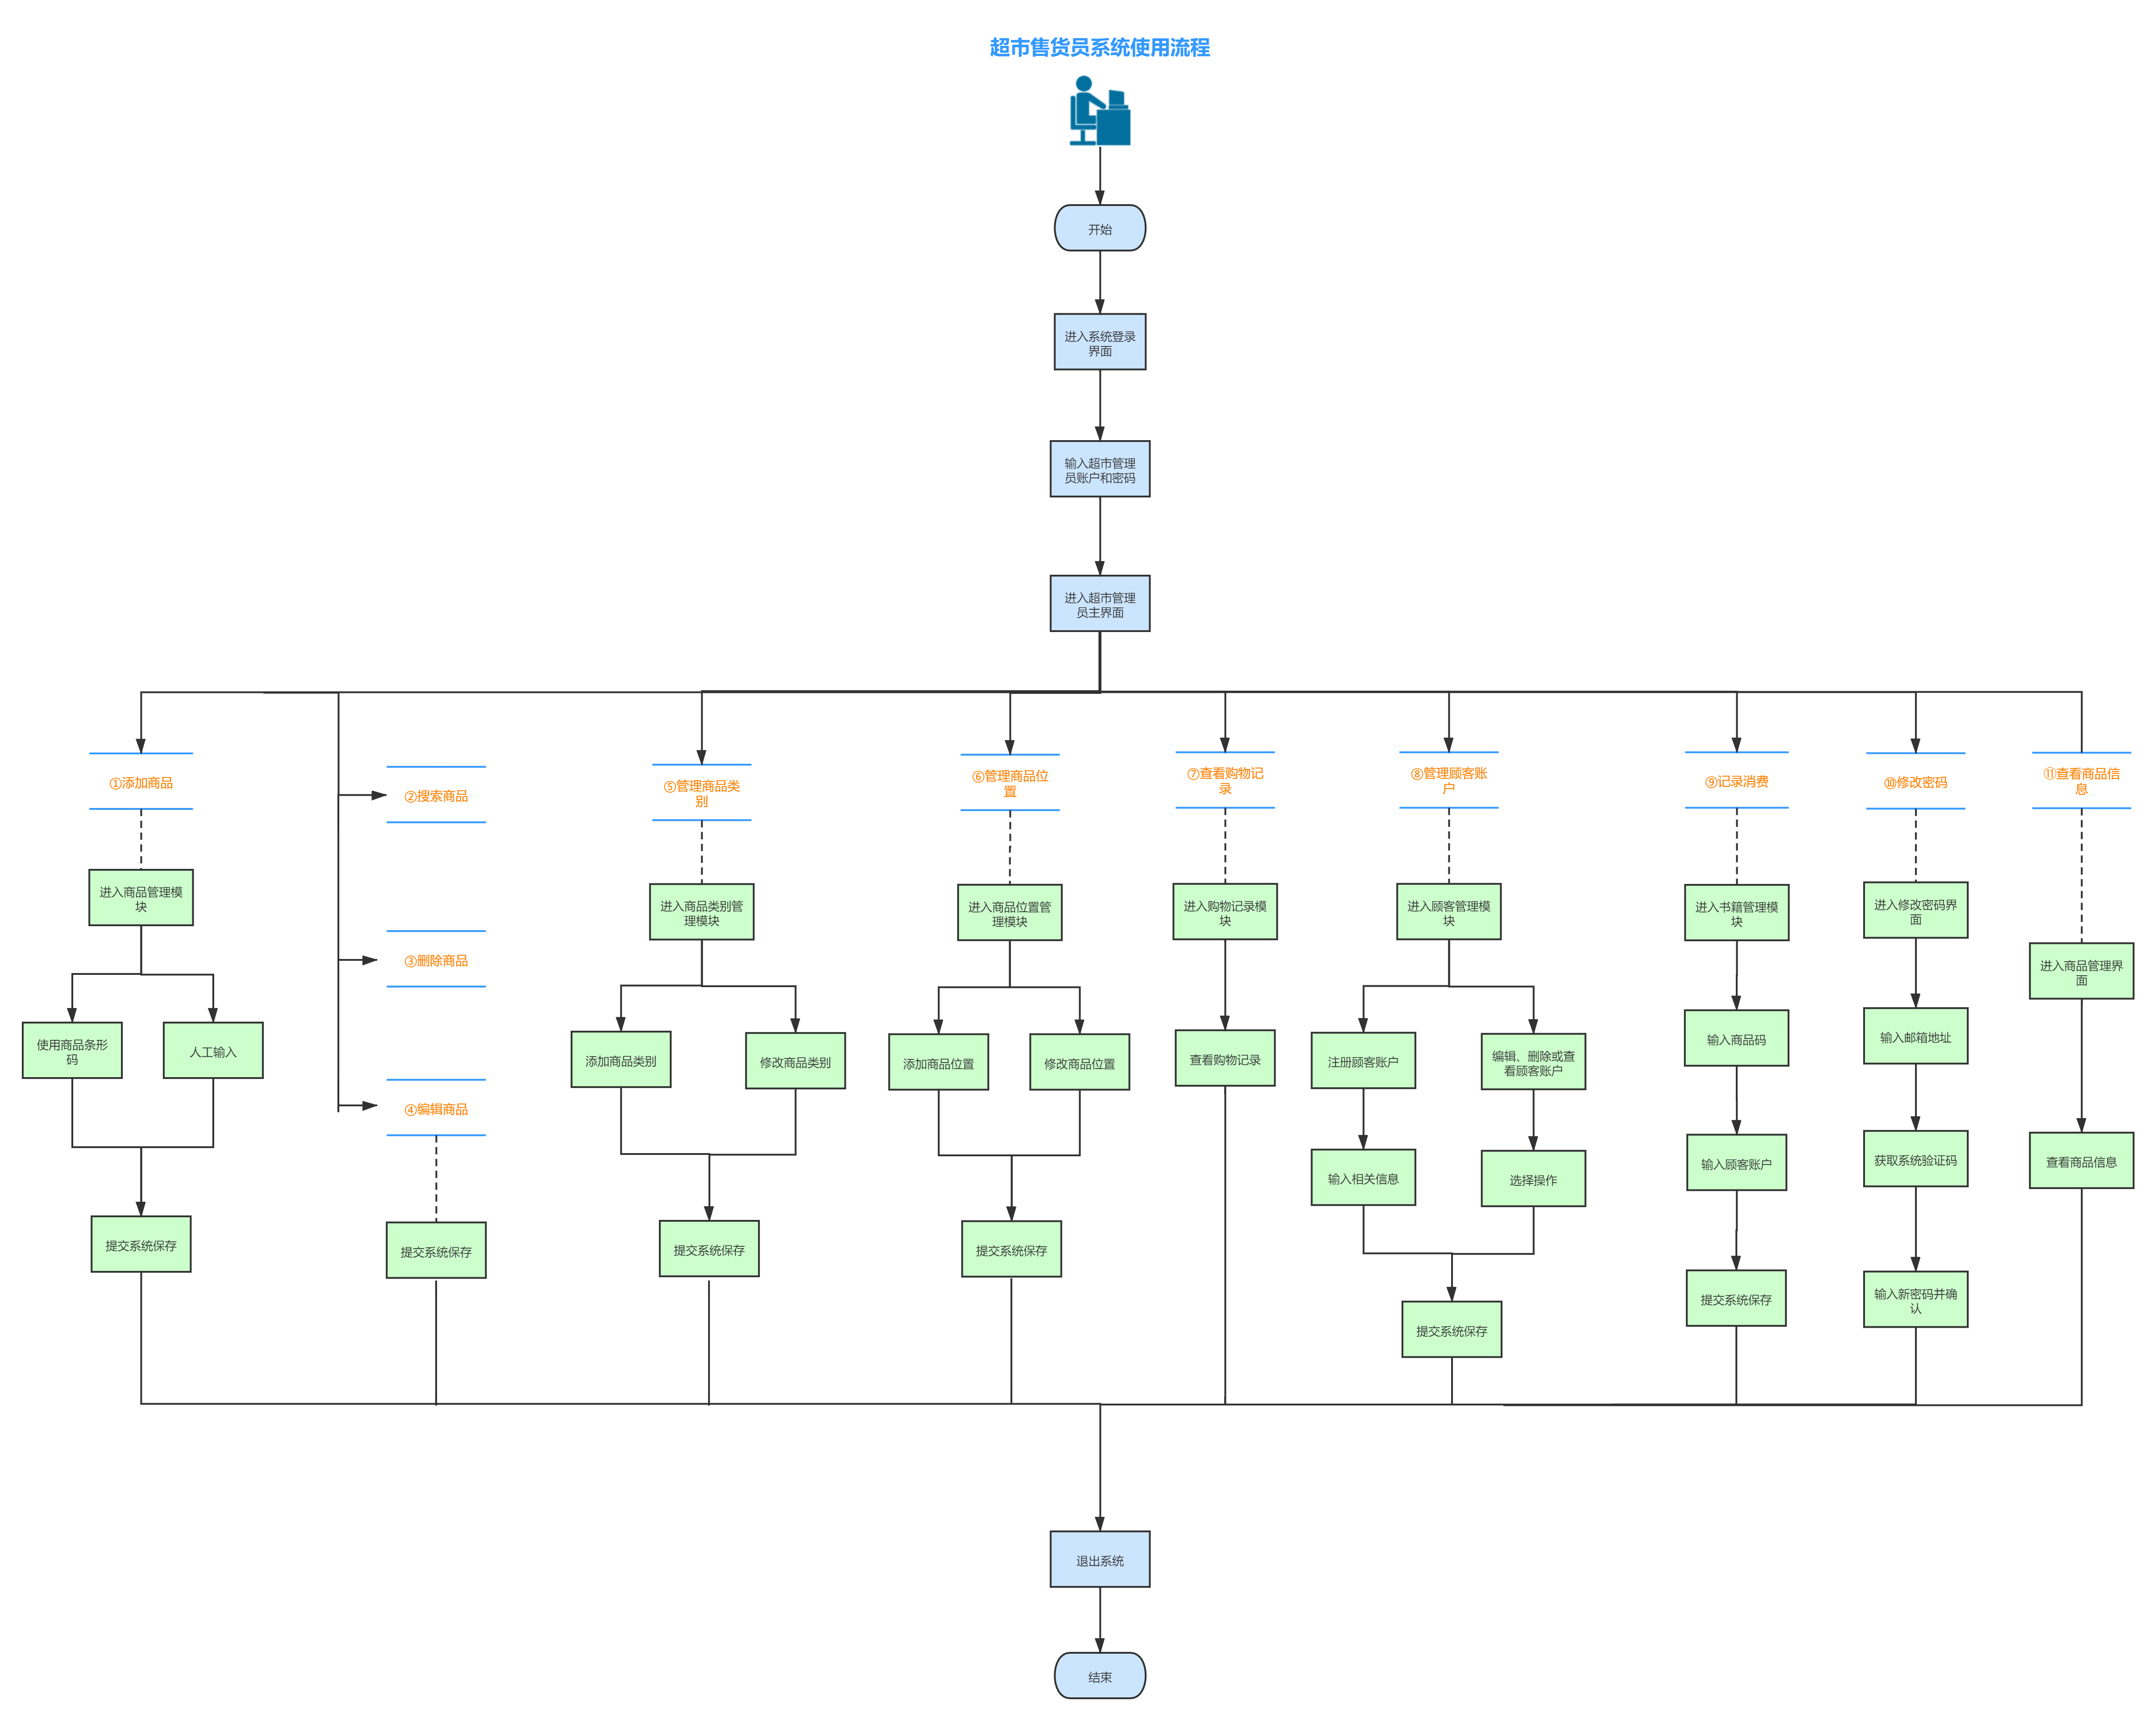 超市售货员系统使用流程
开始
进入系统登录
界面
输入超市管理
员账户和密码
进入超市管理
员主界面
①添加商品
进入商品管理模
块
使用商品条形
码
人工输入
提交系统保存
②搜索商品
③删除商品
④编辑商品
提交系统保存
⑤管理商品类
别
进入商品类别管
理模块
添加商品类别
修改商品类别
提交系统保存
⑥管理商品位
置
进入商品位置管
理模块
添加商品位置
修改商品位置
提交系统保存
⑦查看购物记
录
进入购物记录模
块
查看购物记录
⑧管理顾客账
户
进入顾客管理模
块
注册顾客账户
编辑、删除或查
看顾客账户
输入相关信息
选择操作
提交系统保存
⑨记录消费
进入书籍管理模
块
输入商品码
输入顾客账户
提交系统保存
⑩修改密码
进入修改密码界
面
输入邮箱地址
获取系统验证码
输入新密码并确
认
⑪查看商品信
息
进入商品管理界
面
查看商品信息
退出系统
结束